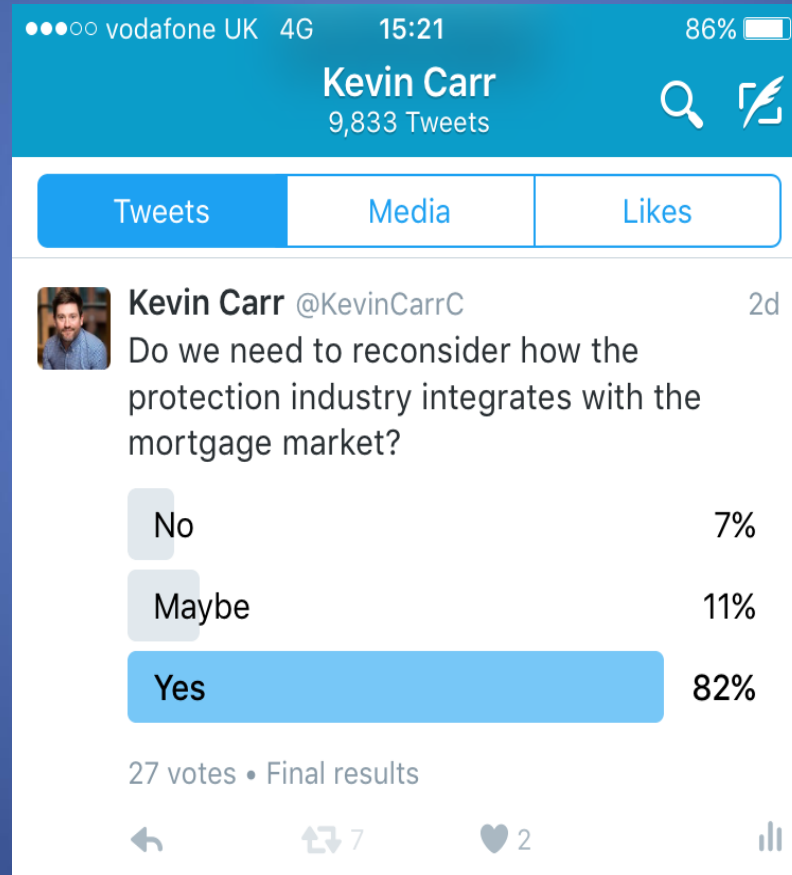 vodafone UK 4G 15:21 86%
Kevin Carr
9,833 Tweets
Tweets Media Likes
Kevin Carr @KevinCarrC 2d
Do we need to reconsider how the
protection industry integrates with the
mortgage market?
No 7%
Maybe 11%
Yes 82%
27 votes • Final results
7 2